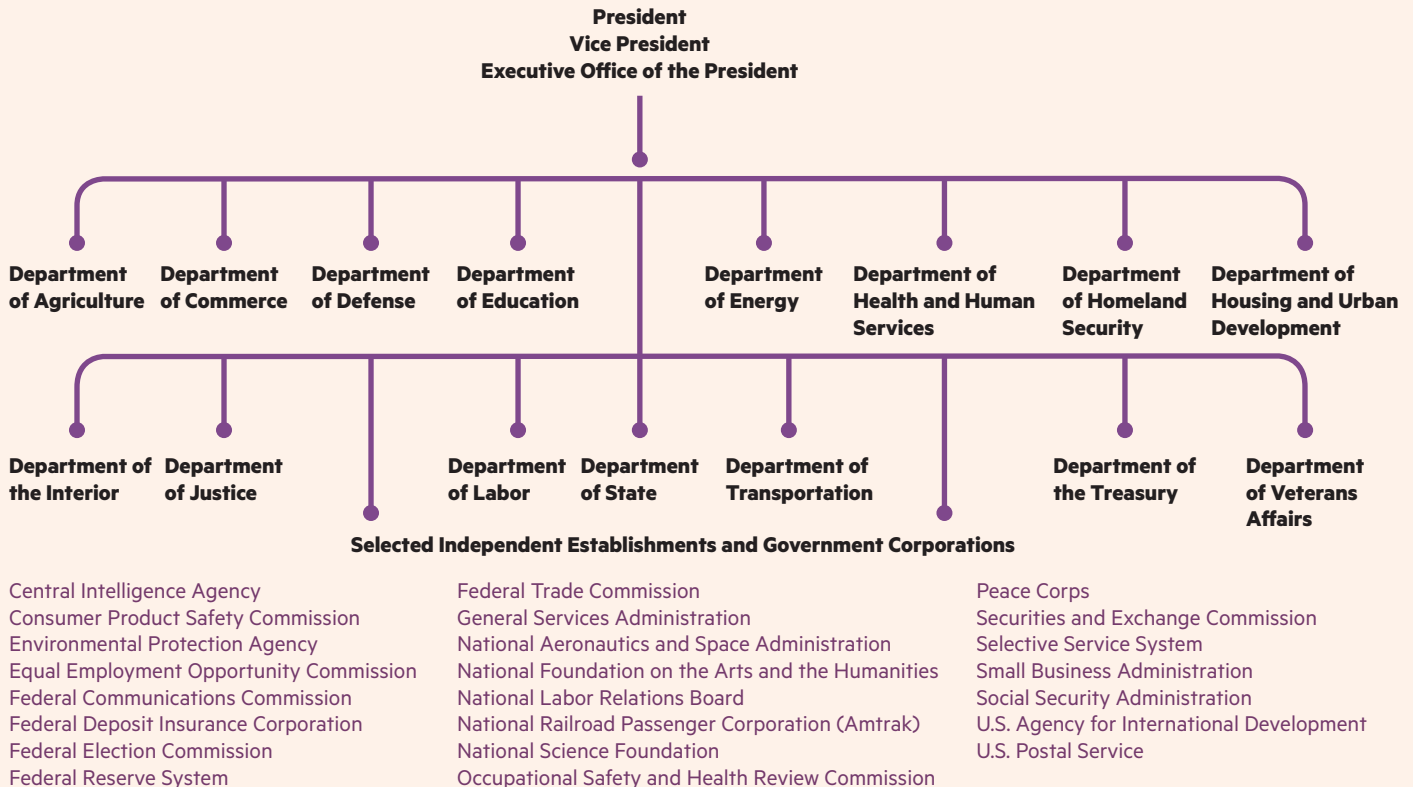 President
Vice President
Executive Office of the President
Department
of Agriculture
Department
of Commerce
Department
of Defense
Department
of Education
Department
of Energy
Department of
Health and Human
Services
Department
of Homeland
Security
Department of
Housing and Urban
Development
Department of
the Interior
Department
of Justice
Department
of Labor
Department
of State
Department of
Transportation
Department of
the Treasury
Department
of Veterans
Affairs
Selected Independent Establishments and Government Corporations
Central Intelligence Agency
Consumer Product Safety Commission
Environmental Protection Agency
Equal Employment Opportunity Commission
Federal Communications Commission
Federal Deposit Insurance Corporation
Federal Election Commission
Federal Reserve System
Federal Trade Commission
General Services Administration
National Aeronautics and Space Administration
National Foundation on the Arts and the Humanities
National Labor Relations Board
National Railroad Passenger Corporation (Amtrak)
National Science Foundation
Occupational Safety and Health Review Commission
Peace Corps
Securities and Exchange Commission
Selective Service System
Small Business Administration
Social Security Administration
U.S. Agency for International Development
U.S. Postal Service